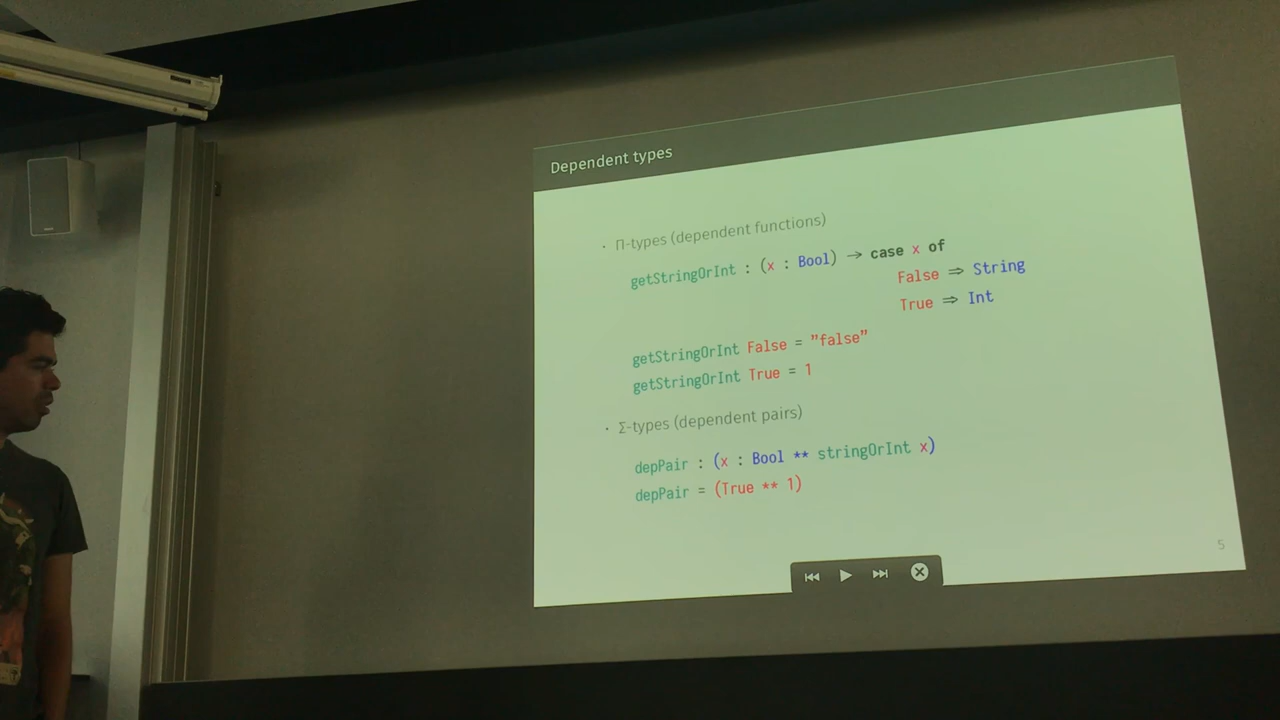 Dependent types
· Π-types (dependent functions)
getStringOrInt : (x : Bool) → case x of
False ⇒ String
True ⇒ Int
getStringOrInt False = ”false”
getStringOrInt True = 1
· Σ-types (dependent pairs)
depPair : (x : Bool ** stringOrInt x)
depPair = (True ** 1)
5